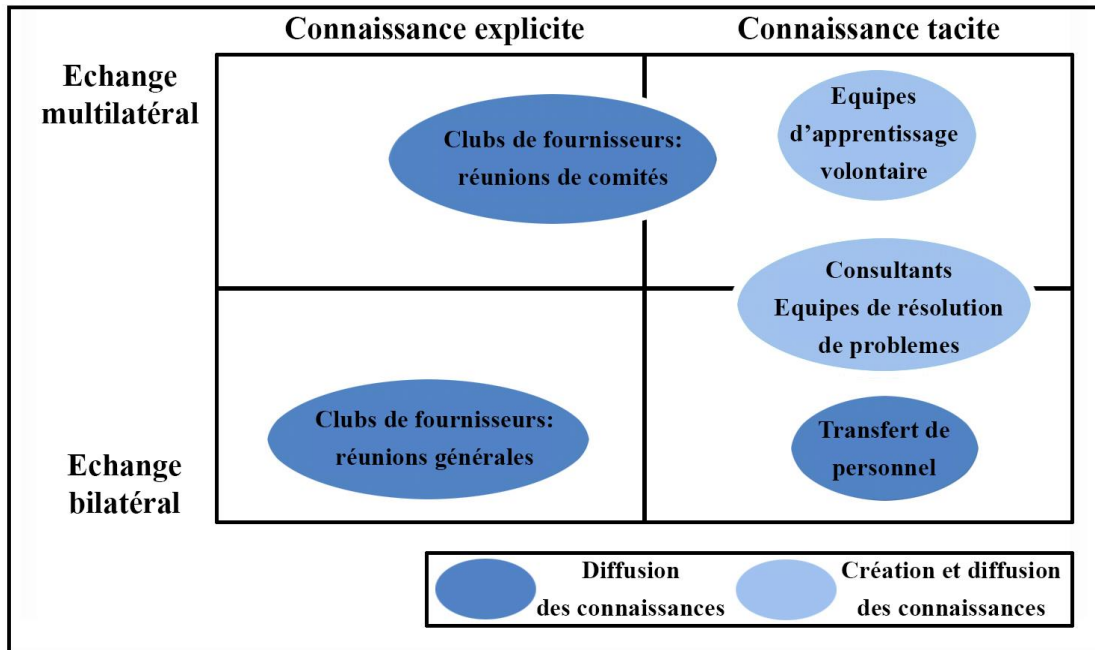 Connaissance explicite
Connaissance tacite
Echange
multilatéral
Clubs de fournisseurs:
réunions de comités
Equipes
d’apprentissage
volontaire
Consultants
Equipes de résolution
de problemes
Echange
bilatéral
Clubs de fournisseurs:
réunions générales
Transfert de
personnel
Diffusion
des connaissances
Création et diffusion
des connaissances